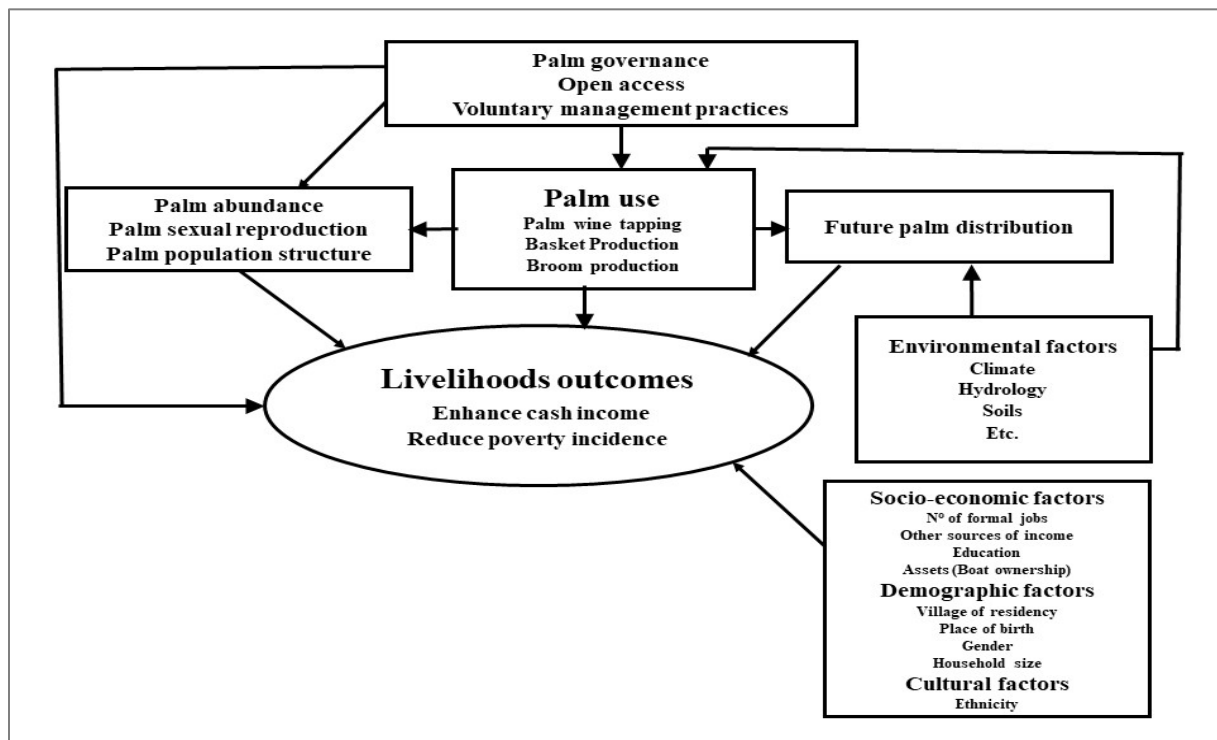 Palm governance
Open access
Voluntary management practices
Palm abundance
Palm sexual reproduction
Palm population structure
Palm use
Palm wine tapping
Basket Production
Broom production
Future palm distribution
Livelihoods outcomes
Enhance cash income
Reduce poverty incidence
Environmental factors
Climate
Hydrology
Soils
Etc.
Socio-economic factors
Nº of formal jobs
Other sources of income
Education
Assets (Boat ownership)
Demographic factors
Village of residency
Place of birth
Gender
Household size
Cultural factors
Ethnicity